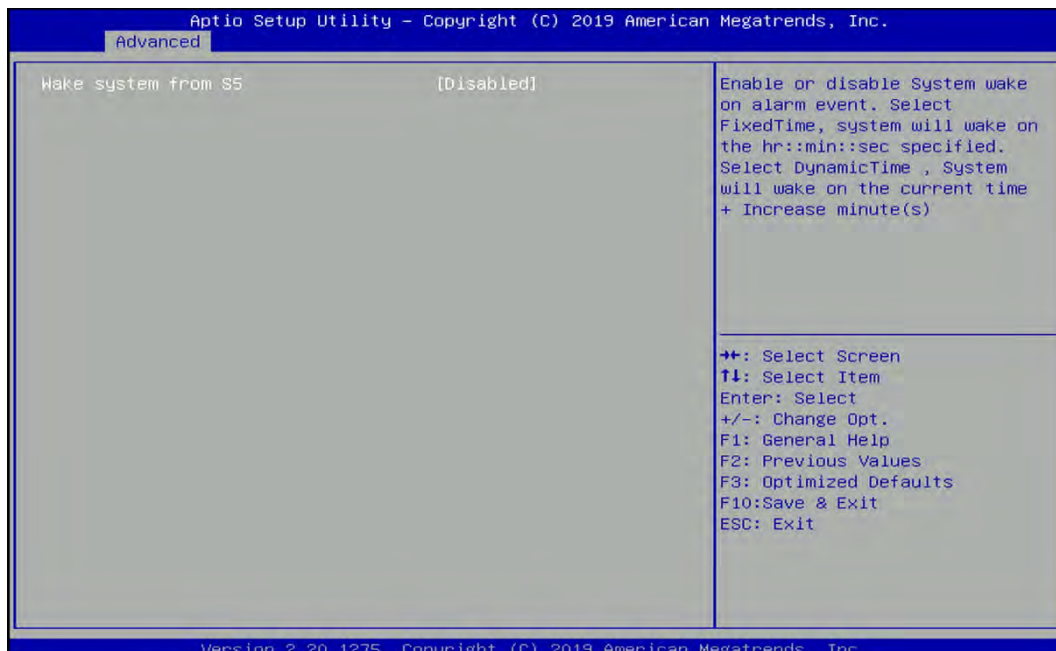 Aptio Setup Utility – Copyright (C) 2019 American Megatrends, Inc.
Advanced
Wake system from S5 [Disabled]
Enable or disable System wake
on alarm event. Select
FixedTime, system will wake on
the hr::min::sec specified.
Select DynamicTime , System
will wake on the current time
+ Increase minute(s)
→←: Select Screen
↑↓: Select Item
Enter: Select
+/-: Change Opt.
F1: General Help
F2: Previous Values
F3: Optimized Defaults
F10:Save & Exit
ESC: Exit
Version 2.20.1275. Copyright (C) 2019 American Megatrends, Inc.